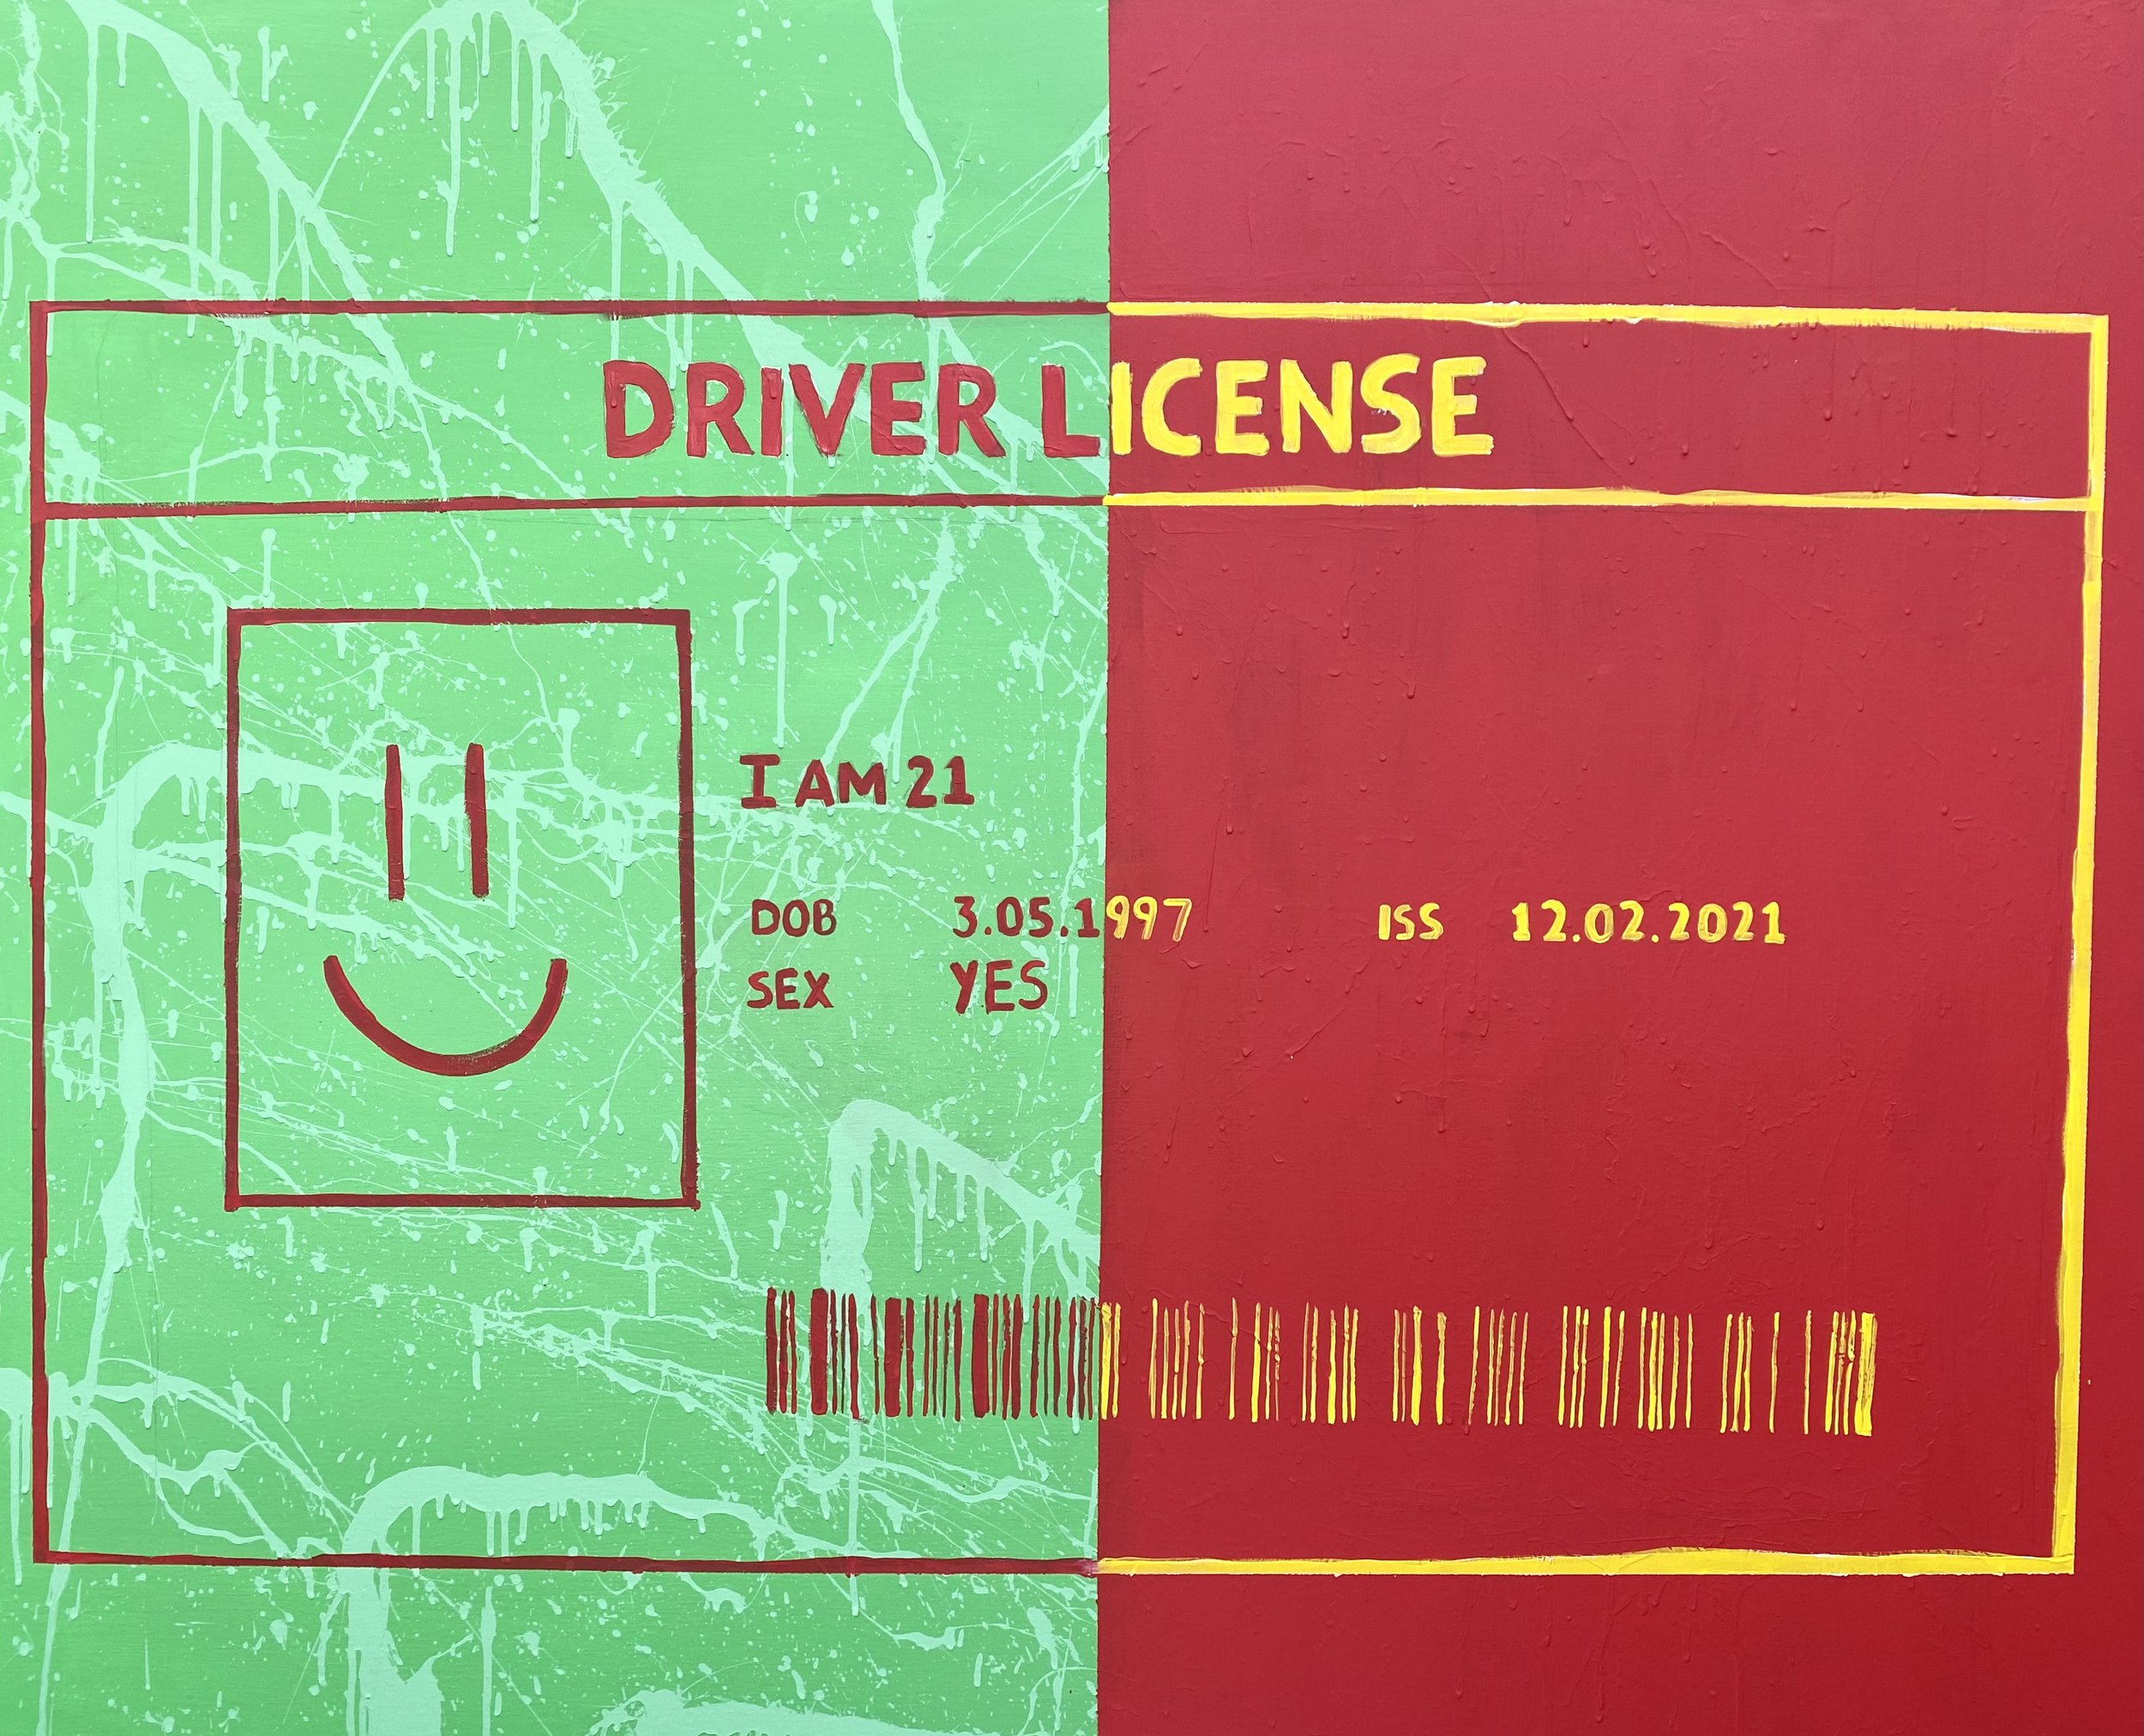 DRIVER LICENSE
I AM 21
DOB 3.05.1997 ISS 12.02.2021
SEX YES